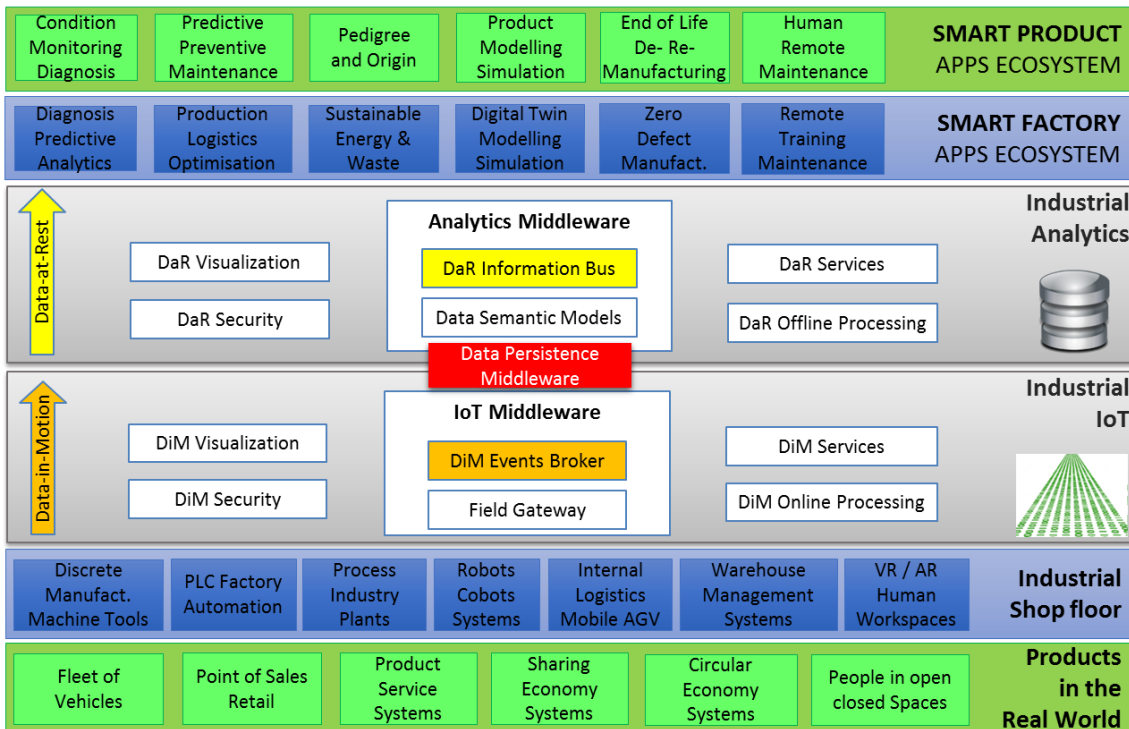 Condition
Monitoring
Diagnosis
Predictive
Preventive
Maintenance
Pedigree
and Origin
Product
Modelling
Simulation
End of Life
De- Re-
Manufacturing
Human
Remote
Maintenance
SMART PRODUCT
APPS ECOSYSTEM
Diagnosis
Predictive
Analytics
Production
Logistics
Optimisation
Sustainable
Energy &
Waste
Digital Twin
Modelling
Simulation
Zero
Defect
Manufact.
Remote
Training
Maintenance
SMART FACTORY
APPS ECOSYSTEM
Data-at-Rest
DaR Visualization
DaR Security
Analytics Middleware
DaR Information Bus
Data Semantic Models
DaR Services
DaR Offline Processing
Industrial
Analytics
Data Persistence
Middleware
Data-in-Motion
DiM Visualization
DiM Security
IoT Middleware
DiM Events Broker
Field Gateway
DiM Services
DiM Online Processing
Industrial
IoT
Discrete
Manufact.
Machine Tools
PLC Factory
Automation
Process
Industry
Plants
Robots
Cobots
Systems
Internal
Logistics
Mobile AGV
Warehouse
Management
Systems
VR / AR
Human
Workspaces
Industrial
Shop floor
Fleet of
Vehicles
Point of Sales
Retail
Product
Service
Systems
Sharing
Economy
Systems
Circular
Economy
Systems
People in open
closed Spaces
Products
in the
Real World